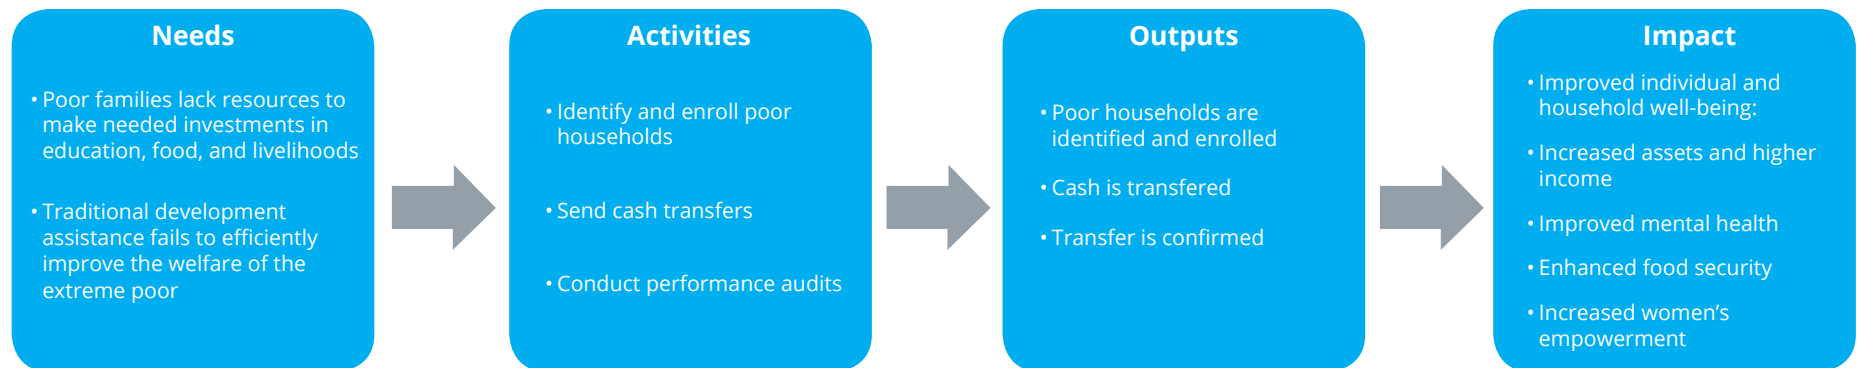 Needs
• Poor families lack resources to
make needed investments in
education, food, and livelihoods
• Traditional development
assistance fails to efficiently
improve the welfare of the
extreme poor
Activities
• Identify and enroll poor
households
• Send cash transfers
• Conduct performance audits
Outputs
• Poor households are
identified and enrolled
• Cash is transfered
• Transfer is confirmed
Impact
• Improved individual and
household well-being:
• Increased assets and higher
income
• Improved mental health
• Enhanced food security
• Increased women’s
empowerment